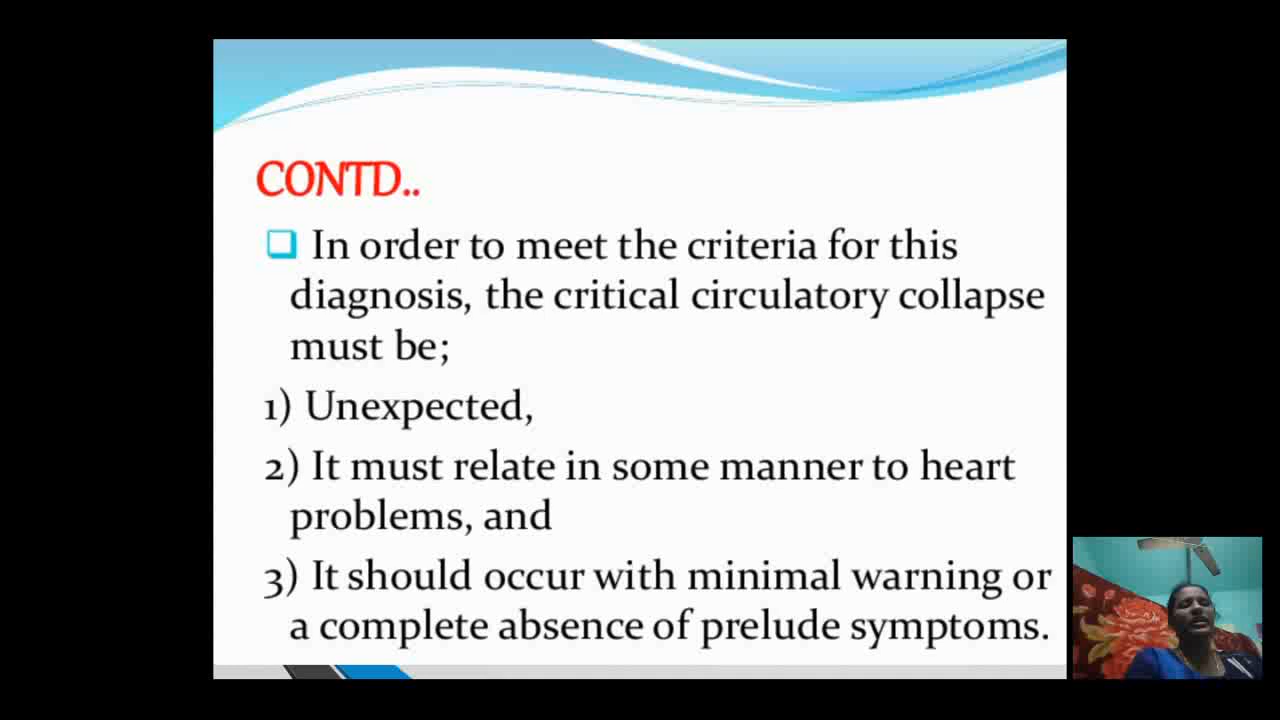 CONTD..
In order to meet the criteria for this
diagnosis, the critical circulatory collapse
must be;
1) Unexpected,
2) It must relate in some manner to heart
problems, and
3) It should occur with minimal warning or
a complete absence of prelude symptoms.